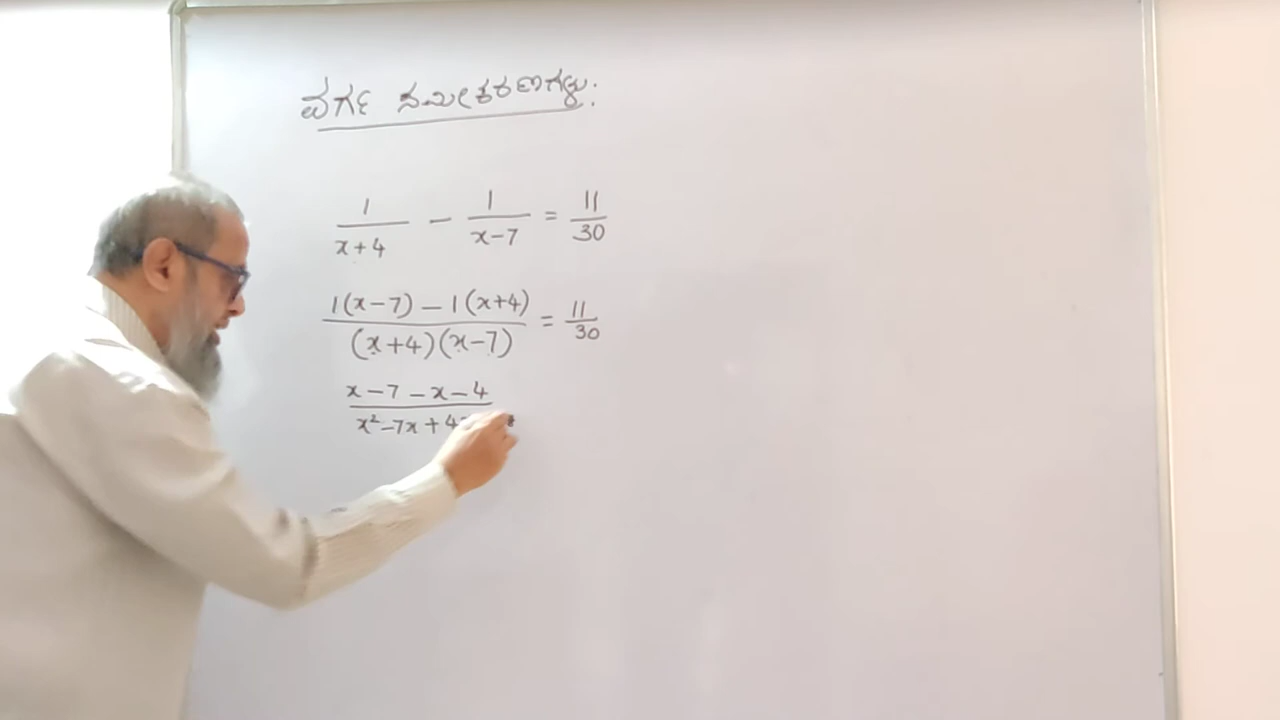 ವರ್ಗ ಸಮೀಕರಣಗಳು:
1/(x+4) − 1/(x−7) = 11/30
(1(x−7) − 1(x+4))/((x+4)(x−7)) = 11/30
(x−7−x−4)/(x²−7x+4